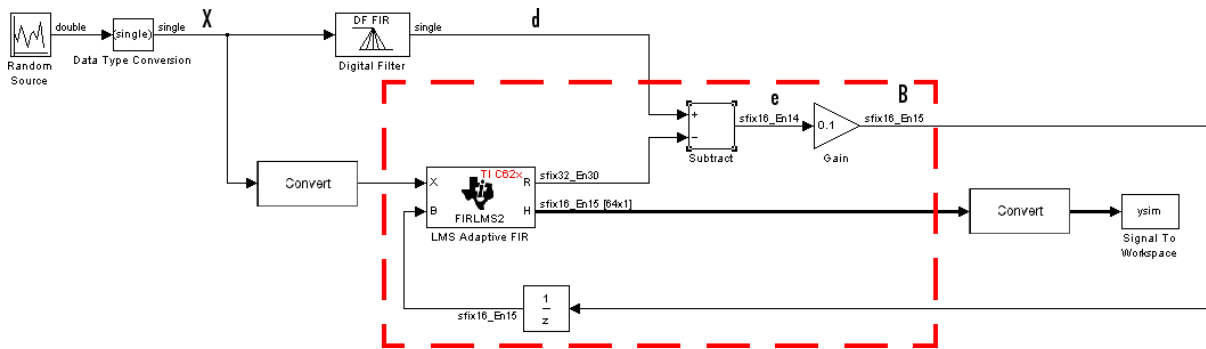 X
d
double
single
(single)
Random
Source
Data Type Conversion
DF FIR
single
Digital Filter
e
B
+
−
sfix16_En14
0.1
sfix16_En15
Subtract
Gain
Convert
TI C62x
X
R
sfix32_En30
B
FIRLMS2
H
sfix16_En15 [64x1]
LMS Adaptive FIR
Convert
ysim
Signal To
Workspace
sfix16_En15
1
z